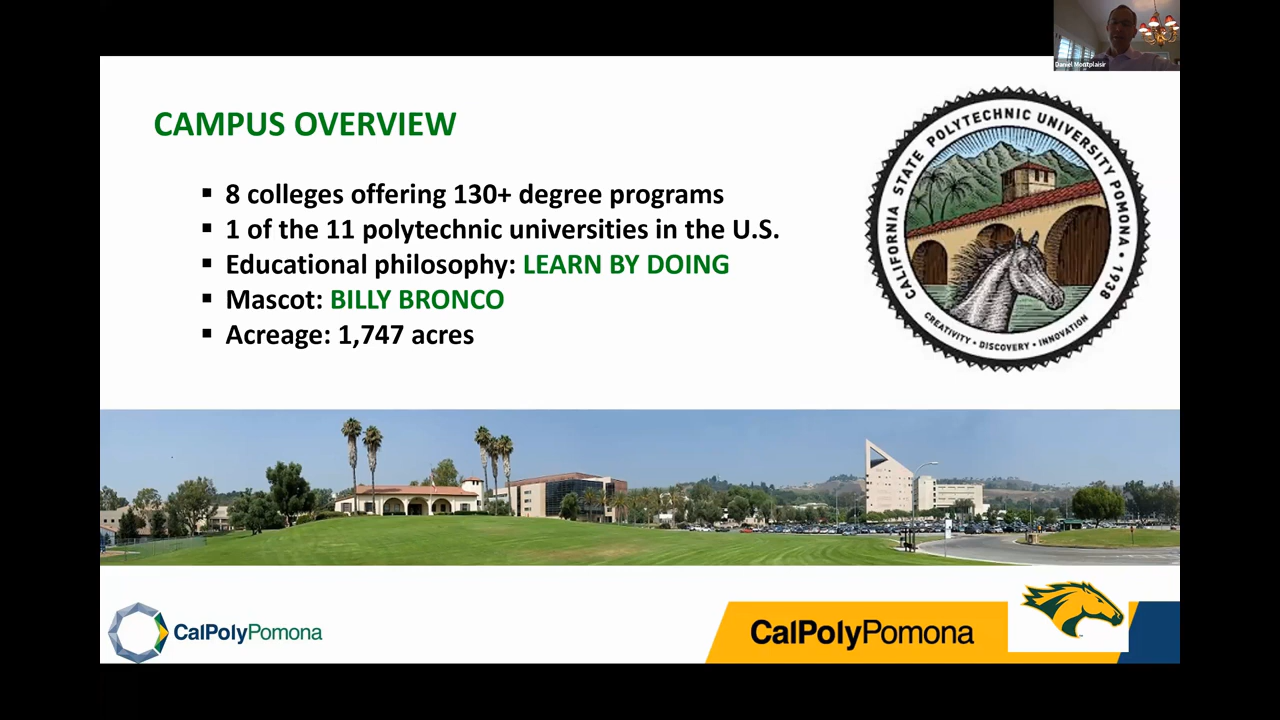 Daniel Montplaisir
CAMPUS OVERVIEW
▪ 8 colleges offering 130+ degree programs
▪ 1 of the 11 polytechnic universities in the U.S.
▪ Educational philosophy: LEARN BY DOING
▪ Mascot: BILLY BRONCO
▪ Acreage: 1,747 acres
CALIFORNIA STATE POLYTECHNIC UNIVERSITY POMONA • 1938
CREATIVITY • DISCOVERY • INNOVATION
CalPolyPomona
CalPolyPomona